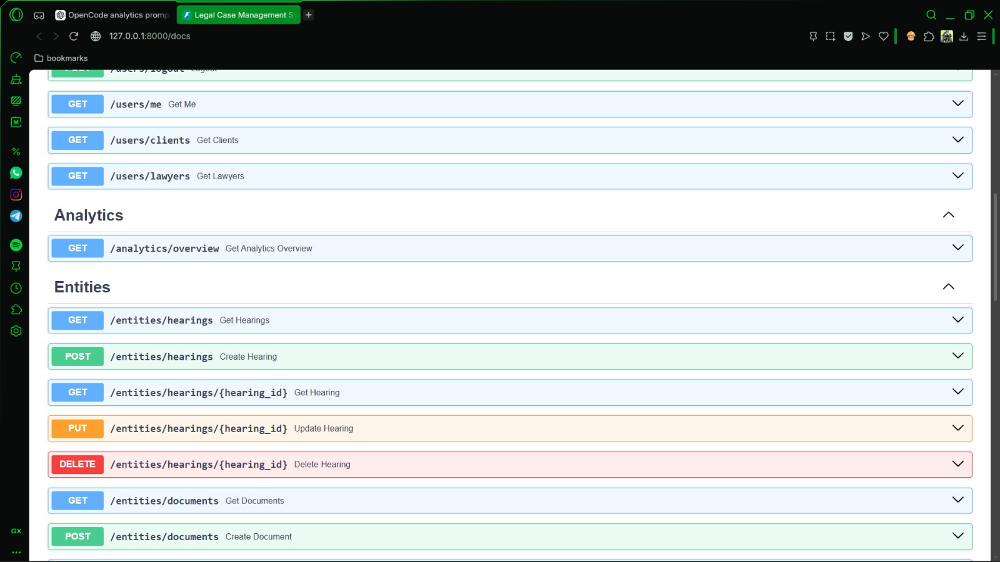 OpenCode analytics promp
Legal Case Management S
127.0.0.1:8000/docs
bookmarks
POST /users/logout Logout
GET /users/me Get Me
GET /users/clients Get Clients
GET /users/lawyers Get Lawyers
Analytics
GET /analytics/overview Get Analytics Overview
Entities
GET /entities/hearings Get Hearings
POST /entities/hearings Create Hearing
GET /entities/hearings/{hearing_id} Get Hearing
PUT /entities/hearings/{hearing_id} Update Hearing
DELETE /entities/hearings/{hearing_id} Delete Hearing
GET /entities/documents Get Documents
POST /entities/documents Create Document
GX